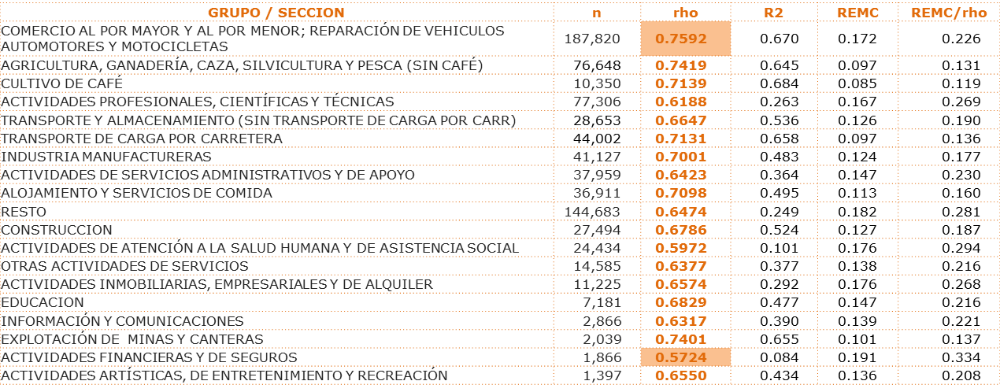 GRUPO / SECCION n rho R2 REMC REMC/rho
COMERCIO AL POR MAYOR Y AL POR MENOR; REPARACIÓN DE VEHICULOS
AUTOMOTORES Y MOTOCICLETAS 187,820 0.7592 0.670 0.172 0.226
AGRICULTURA, GANADERÍA, CAZA, SILVICULTURA Y PESCA (SIN CAFÉ) 76,648 0.7419 0.645 0.097 0.131
CULTIVO DE CAFÉ 10,350 0.7139 0.684 0.085 0.119
ACTIVIDADES PROFESIONALES, CIENTÍFICAS Y TÉCNICAS 77,306 0.6188 0.263 0.167 0.269
TRANSPORTE Y ALMACENAMIENTO (SIN TRANSPORTE DE CARGA POR CARR) 28,653 0.6647 0.536 0.126 0.190
TRANSPORTE DE CARGA POR CARRETERA 44,002 0.7131 0.658 0.097 0.136
INDUSTRIA MANUFACTURERAS 41,127 0.7001 0.483 0.124 0.177
ACTIVIDADES DE SERVICIOS ADMINISTRATIVOS Y DE APOYO 37,959 0.6423 0.364 0.147 0.230
ALOJAMIENTO Y SERVICIOS DE COMIDA 36,911 0.7098 0.495 0.113 0.160
RESTO 144,683 0.6474 0.249 0.182 0.281
CONSTRUCCION 27,494 0.6786 0.524 0.127 0.187
ACTIVIDADES DE ATENCIÓN A LA SALUD HUMANA Y DE ASISTENCIA SOCIAL 24,434 0.5972 0.101 0.176 0.294
OTRAS ACTIVIDADES DE SERVICIOS 14,585 0.6377 0.377 0.138 0.216
ACTIVIDADES INMOBILIARIAS, EMPRESARIALES Y DE ALQUILER 11,225 0.6574 0.292 0.176 0.268
EDUCACION 7,181 0.6829 0.477 0.147 0.216
INFORMACIÓN Y COMUNICACIONES 2,866 0.6317 0.390 0.139 0.221
EXPLOTACIÓN DE MINAS Y CANTERAS 2,039 0.7401 0.655 0.101 0.137
ACTIVIDADES FINANCIERAS Y DE SEGUROS 1,866 0.5724 0.084 0.191 0.334
ACTIVIDADES ARTÍSTICAS, DE ENTRETENIMIENTO Y RECREACIÓN 1,397 0.6550 0.434 0.136 0.208